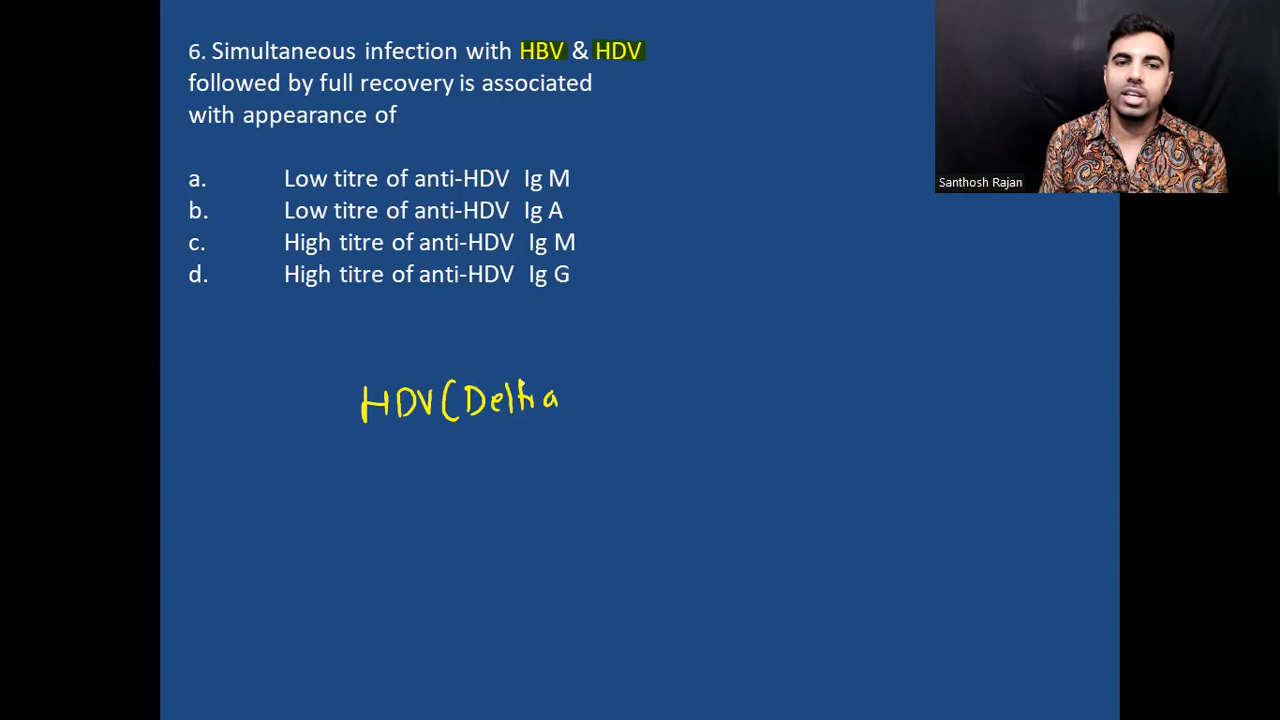 6. Simultaneous infection with HBV & HDV
followed by full recovery is associated
with appearance of
a. Low titre of anti-HDV Ig M
b. Low titre of anti-HDV Ig A
c. High titre of anti-HDV Ig M
d. High titre of anti-HDV Ig G
HDV (Delta
Santhosh Rajan